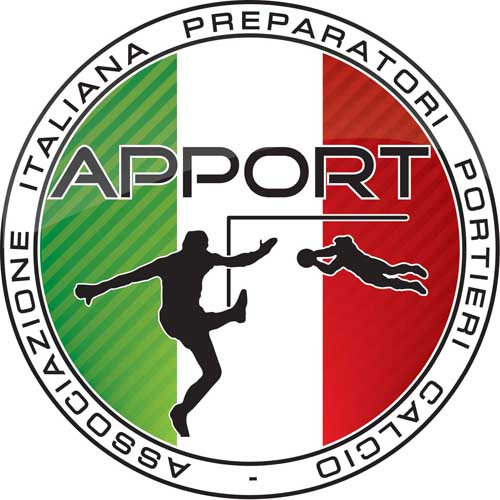 ASSOCIAZIONE ITALIANA PREPARATORI PORTIERI CALCIO -
APPORT